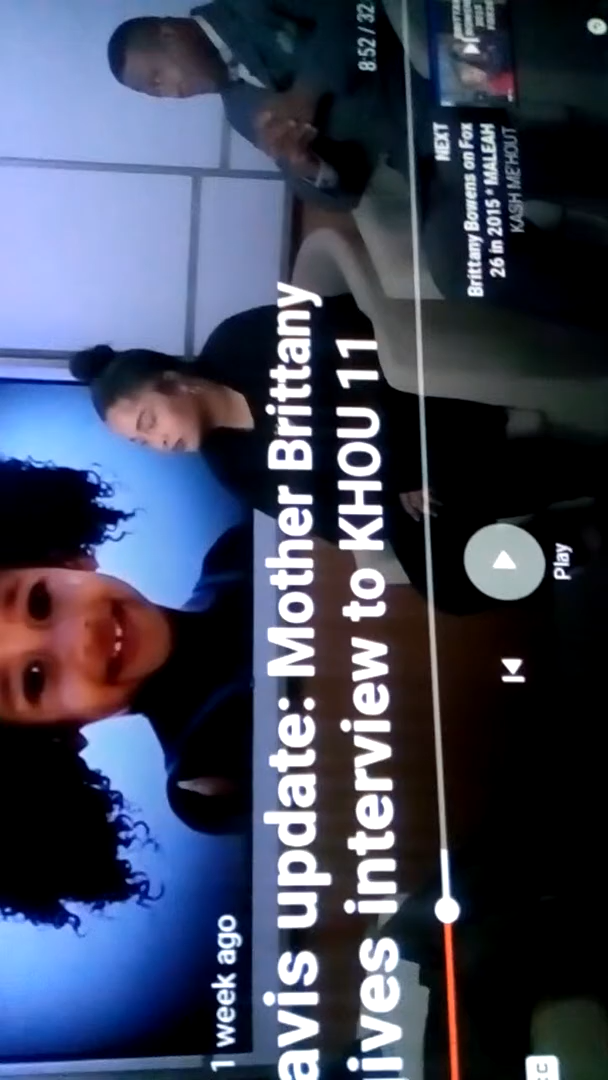 1 week ago
avis update: Mother Brittany
ives interview to KHOU 11
8:52 / 32
NEXT
Brittany Bowens on Fox
26 in 2015 * MALEAH
KASH ME'HOUT
Play
CC